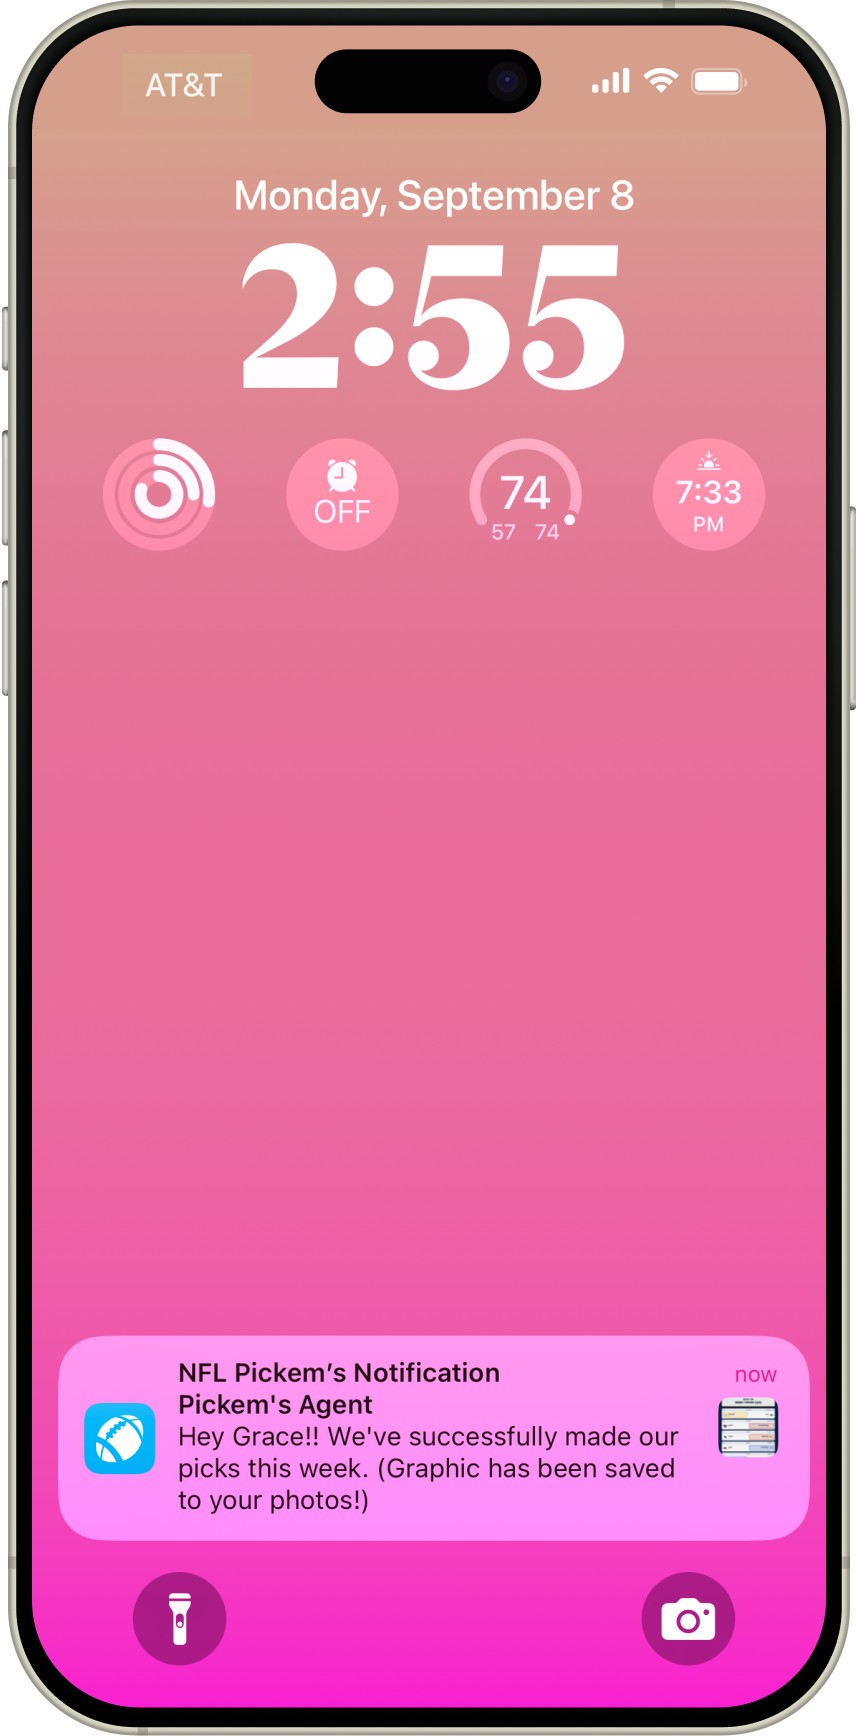 AT&T
Monday, September 8
2:55
OFF
74
57 74
7:33
PM
NFL Pickem’s Notification
now
Pickem's Agent
Hey Grace!! We've successfully made our
picks this week. (Graphic has been saved
to your photos!)